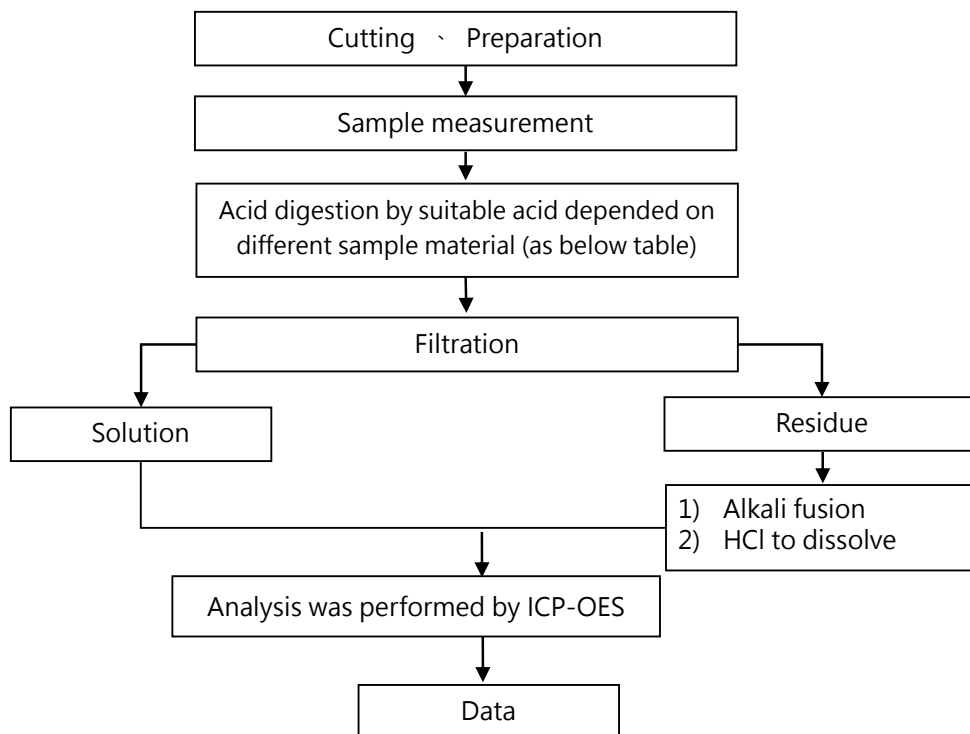 Cutting 、 Preparation
Sample measurement
Acid digestion by suitable acid depended on
different sample material (as below table)
Filtration
Solution
Residue
1) Alkali fusion
2) HCl to dissolve
Analysis was performed by ICP-OES
Data